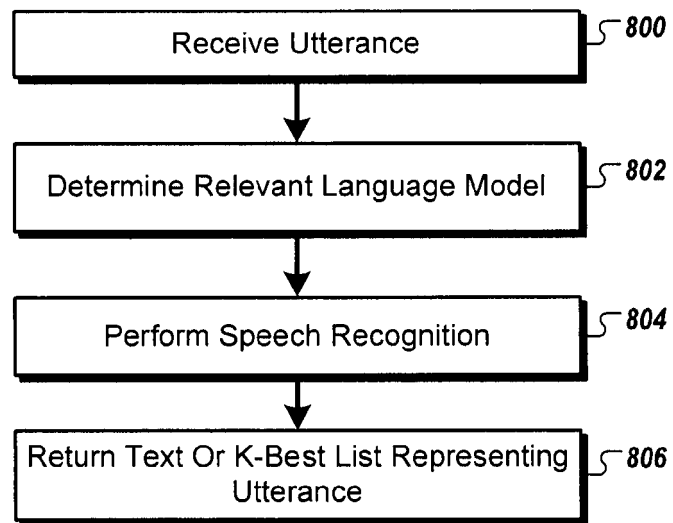 Receive Utterance 800
Determine Relevant Language Model 802
Perform Speech Recognition 804
Return Text Or K-Best List Representing 806
Utterance